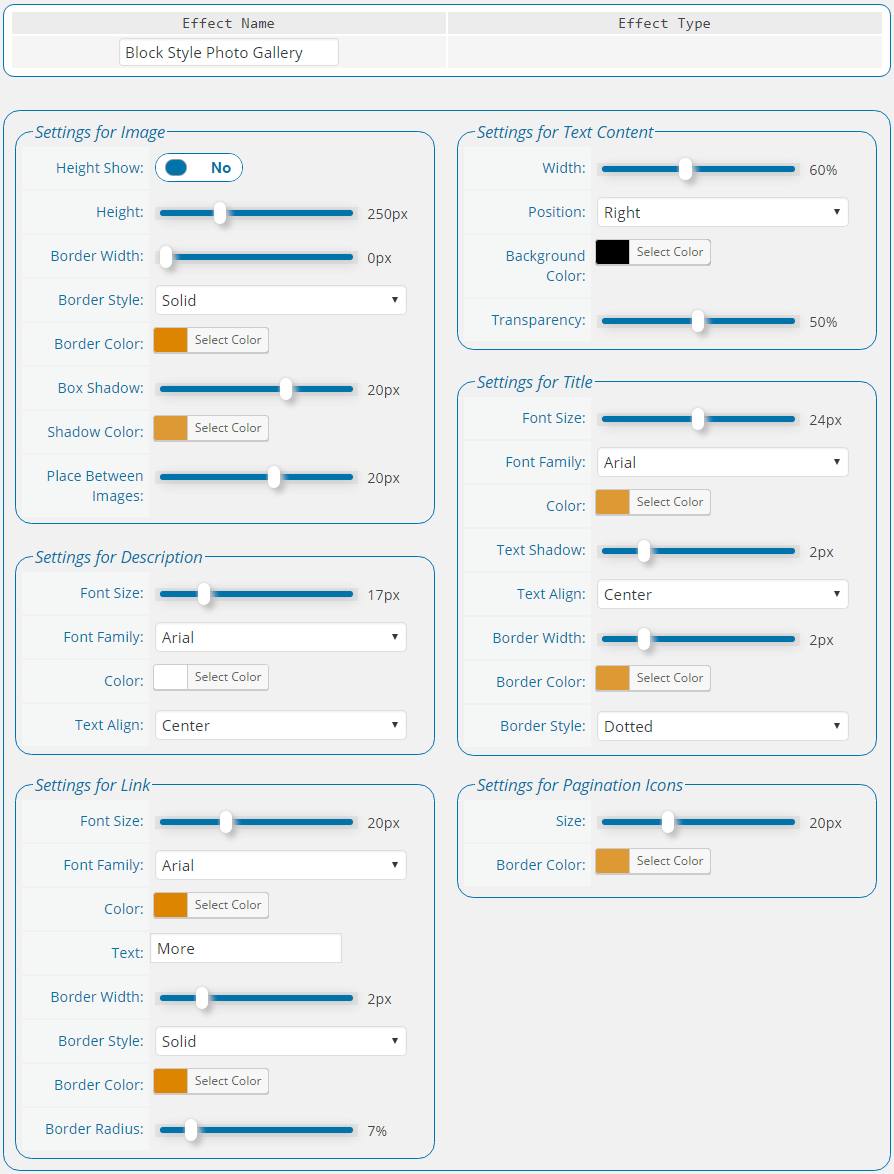 Effect Name
Effect Type
Block Style Photo Gallery
Settings for Image
Height Show: No
Height: 250px
Border Width: 0px
Border Style: Solid
Border Color: Select Color
Box Shadow: 20px
Shadow Color: Select Color
Place Between
Images: 20px
Settings for Description
Font Size: 17px
Font Family: Arial
Color: Select Color
Text Align: Center
Settings for Link
Font Size: 20px
Font Family: Arial
Color: Select Color
Text: More
Border Width: 2px
Border Style: Solid
Border Color: Select Color
Border Radius: 7%
Settings for Text Content
Width: 60%
Position: Right
Background
Color: Select Color
Transparency: 50%
Settings for Title
Font Size: 24px
Font Family: Arial
Color: Select Color
Text Shadow: 2px
Text Align: Center
Border Width: 2px
Border Color: Select Color
Border Style: Dotted
Settings for Pagination Icons
Size: 20px
Border Color: Select Color